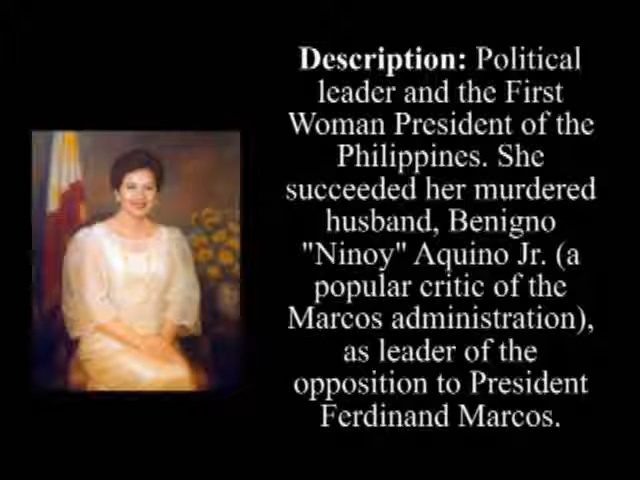 Description: Political
leader and the First
Woman President of the
Philippines. She
succeeded her murdered
husband, Benigno
"Ninoy" Aquino Jr. (a
popular critic of the
Marcos administration),
as leader of the
opposition to President
Ferdinand Marcos.